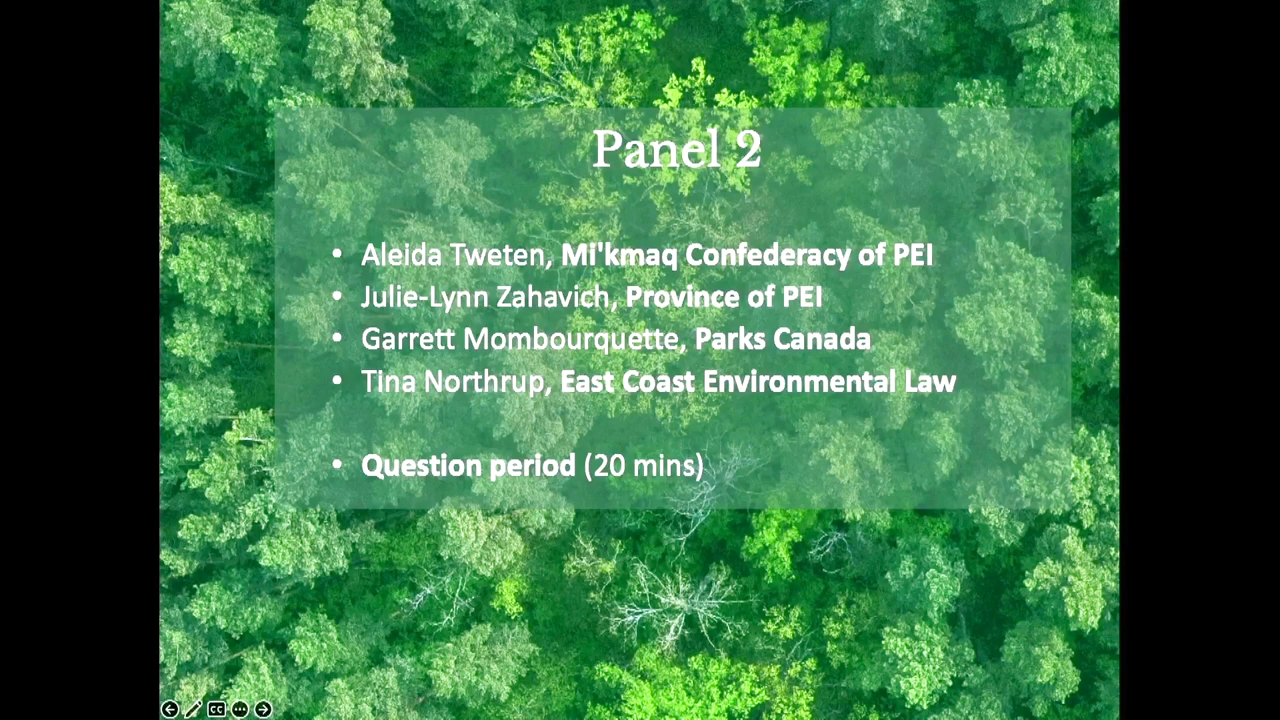 Panel 2
• Aleida Tweten, Mi'kmaq Confederacy of PEI
• Julie-Lynn Zahavich, Province of PEI
• Garrett Mombourquette, Parks Canada
• Tina Northrup, East Coast Environmental Law
• Question period (20 mins)
CC